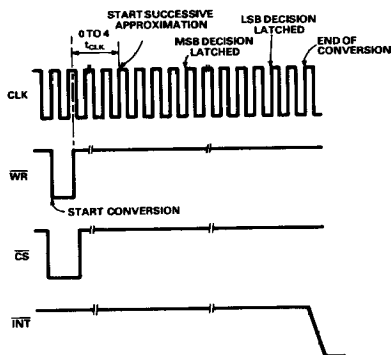 START SUCCESSIVE
APPROXIMATION
0 TO 4
tCLK
MSB DECISION
LATCHED
LSB DECISION
LATCHED
END OF
CONVERSION
CLK
WR
START CONVERSION
CS
INT